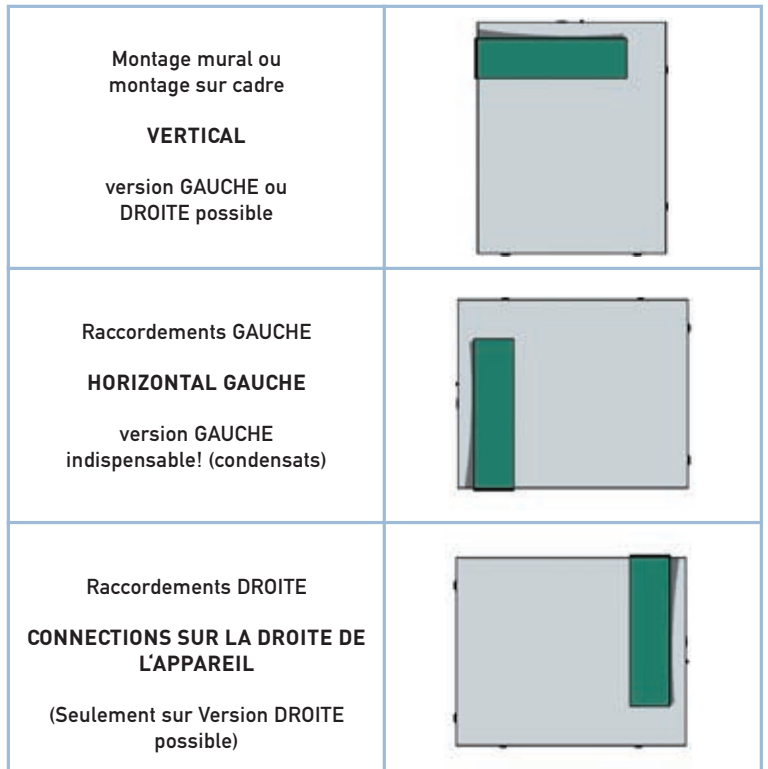 Montage mural ou
montage sur cadre
VERTICAL
version GAUCHE ou
DROITE possible
Raccordements GAUCHE
HORIZONTAL GAUCHE
version GAUCHE
indispensable! (condensats)
Raccordements DROITE
CONNECTIONS SUR LA DROITE DE
L‘APPAREIL
(Seulement sur Version DROITE
possible)